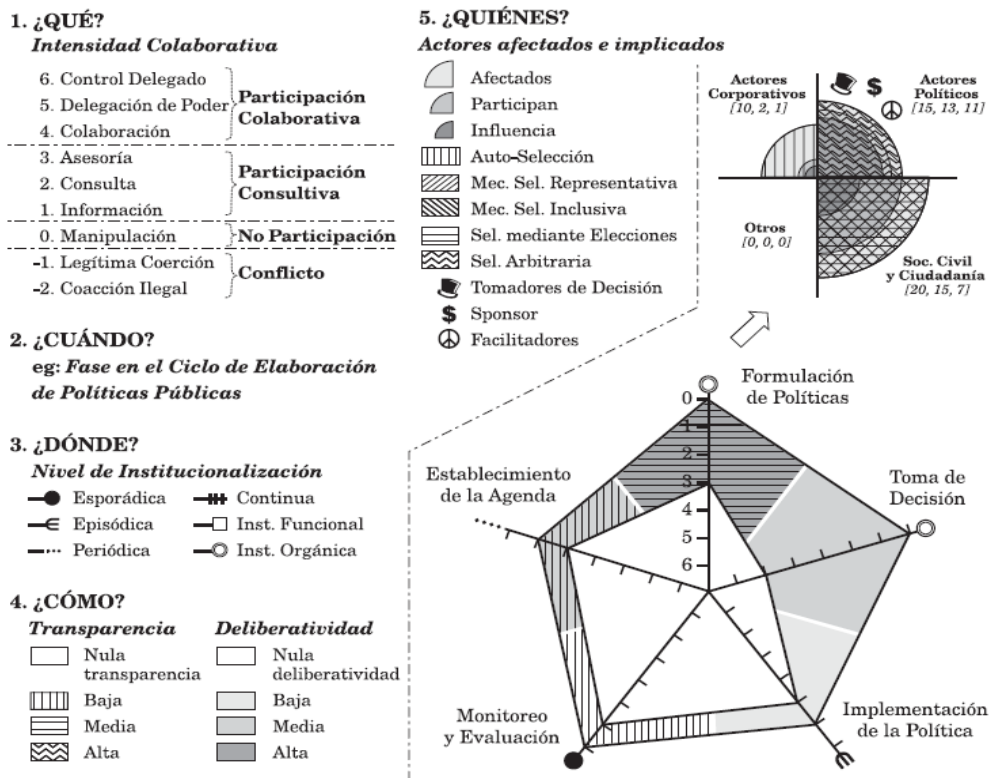 1. ¿QUÉ?
Intensidad Colaborativa
6. Control Delegado
5. Delegación de Poder
4. Colaboración
Participación
Colaborativa
3. Asesoría
2. Consulta
1. Información
Participación
Consultiva
0. Manipulación
No Participación
-1. Legítima Coerción
-2. Coacción Ilegal
Conflicto
2. ¿CUÁNDO?
eg: Fase en el Ciclo de Elaboración
de Políticas Públicas
3. ¿DÓNDE?
Nivel de Institucionalización
Esporádica
Continua
Episódica
Inst. Funcional
Periódica
Inst. Orgánica
4. ¿CÓMO?
Transparencia
Deliberatividad
Nula
transparencia
Nula
deliberatividad
Baja
Baja
Media
Media
Alta
Alta
5. ¿QUIÉNES?
Actores afectados e implicados
Afectados
Participan
Influencia
Auto-Selección
Mec. Sel. Representativa
Mec. Sel. Inclusiva
Sel. mediante Elecciones
Sel. Arbitraria
Tomadores de Decisión
$ Sponsor
Facilitadores
Actores
Corporativos
[10, 2, 1]
$
Actores
Políticos
[15, 13, 11]
Otros
[0, 0, 0]
Soc. Civil
y Ciudadanía
[20, 15, 7]
Formulación
de Políticas
0
1
2
3
4
5
6
Establecimiento
de la Agenda
Toma de
Decisión
Monitoreo
y Evaluación
Implementación
de la Política